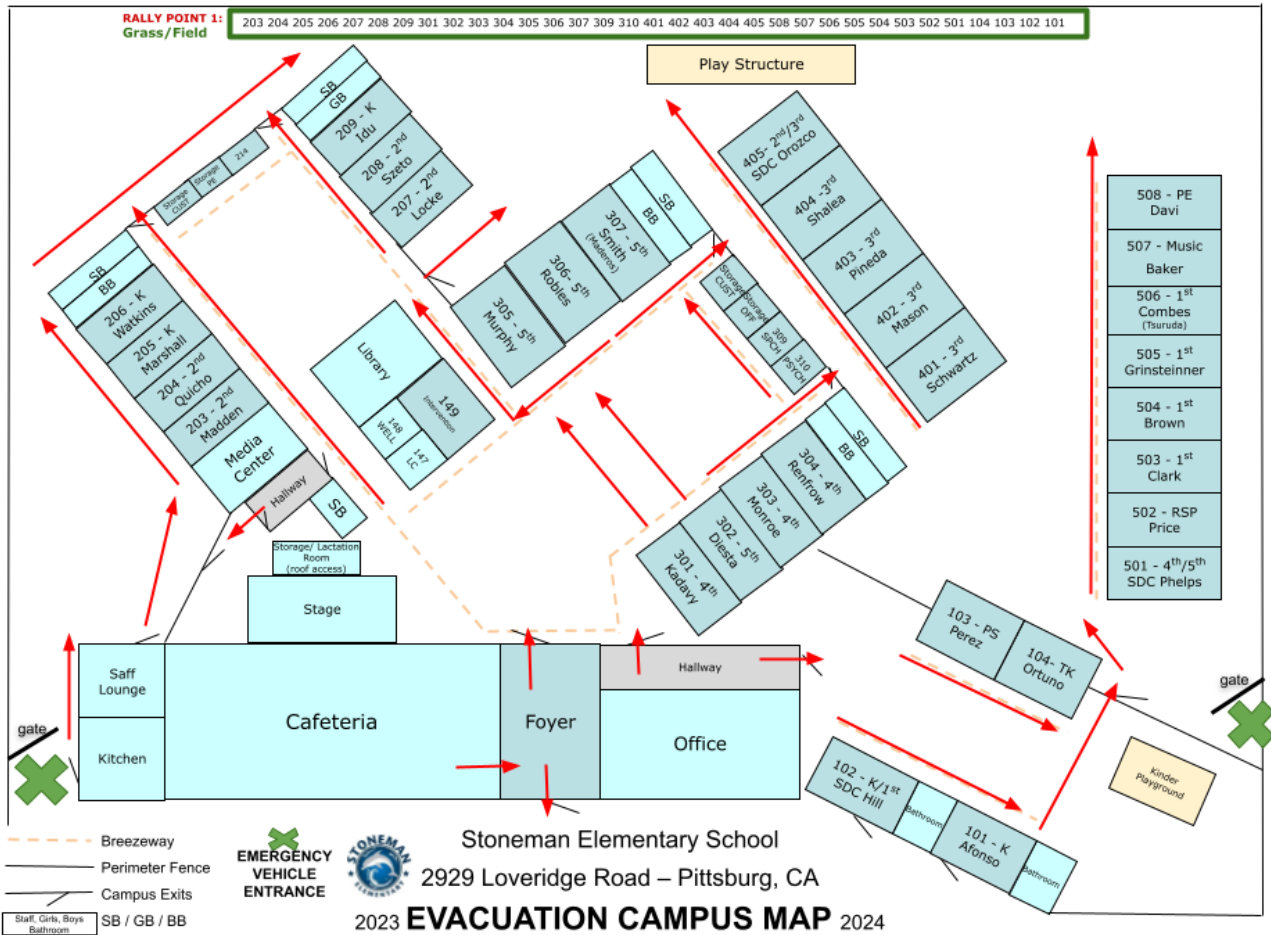 RALLY POINT 1:
Grass/Field
203 204 205 206 207 208 209 301 302 303 304 305 306 307 309 310 401 402 403 404 405 508 507 506 505 504 503 502 501 104 103 102 101
Play Structure
SB
GB
209 - K
Idu
208 - 2nd
Szeto
207 - 2nd
Locke
214
Storage
PE
Storage
CUST
SB
BB
206 - K
Watkins
205 - K
Marshall
204 - 2nd
Quicho
203 - 2nd
Madden
Media
Center
Hallway
SB
Library
149
Intervention
148
WELL
147
LC
SB
BB
307 - 5th
Smith
(Maderos)
306- 5th
Robles
305 - 5th
Murphy
Storage
CUST
Storage
OFF
309
SPCH
310
PSYCH
405- 2nd/3rd
SDC Orozco
404 -3rd
Shalea
403 - 3rd
Pineda
402 - 3rd
Mason
401 - 3rd
Schwartz
SB
BB
304 - 4th
Renfrow
303 - 4th
Monroe
302 - 5th
Diesta
301 - 4th
Kadavy
508 - PE
Davi
507 - Music
Baker
506 - 1st
Combes
(Tsuruda)
505 - 1st
Grinsteinner
504 - 1st
Brown
503 - 1st
Clark
502 - RSP
Price
501 - 4th/5th
SDC Phelps
103 - PS
Perez
104- TK
Ortuno
Storage/ Lactation
Room
(roof access)
Stage
Saff
Lounge
Kitchen
Cafeteria
Foyer
Hallway
Office
gate
gate
102 - K/1st
SDC Hill
Bathroom
101 - K
Afonso
Bathroom
Kinder
Playground
Breezeway
Perimeter Fence
Campus Exits
Staff, Girls, Boys
Bathroom
SB / GB / BB
EMERGENCY
VEHICLE
ENTRANCE
STONEMAN
ELEMENTARY
Stoneman Elementary School
2929 Loveridge Road – Pittsburg, CA
2023 EVACUATION CAMPUS MAP 2024